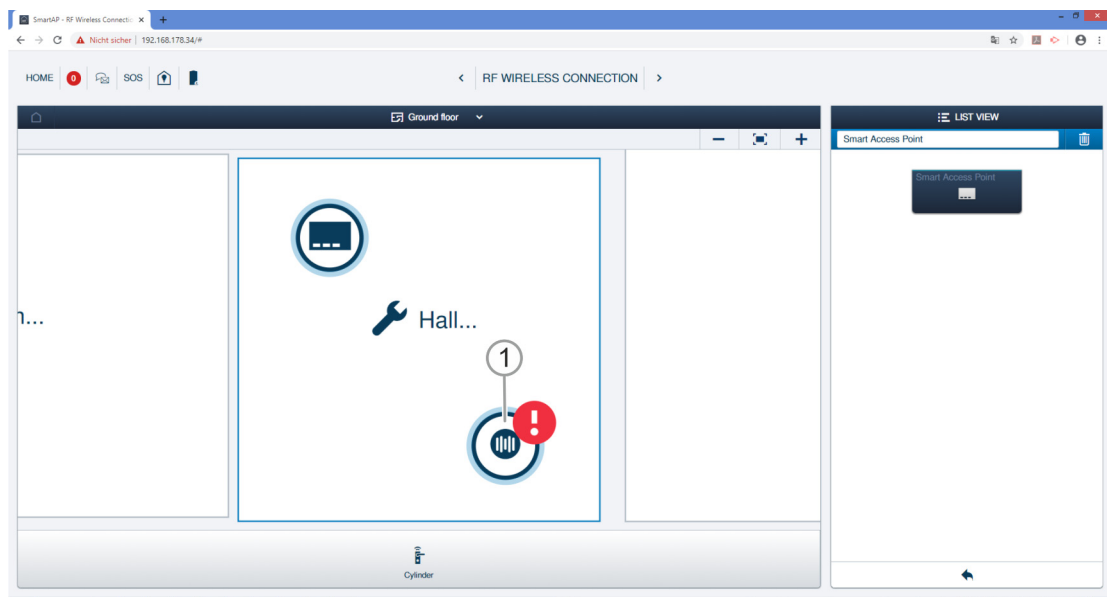 SmartAP - RF Wireless Connectio
Nicht sicher | 192.168.178.34/#
HOME 0 SOS RF WIRELESS CONNECTION
Ground floor
LIST VIEW
Smart Access Point
Smart Access Point
n...
Hall...
1
Cylinder